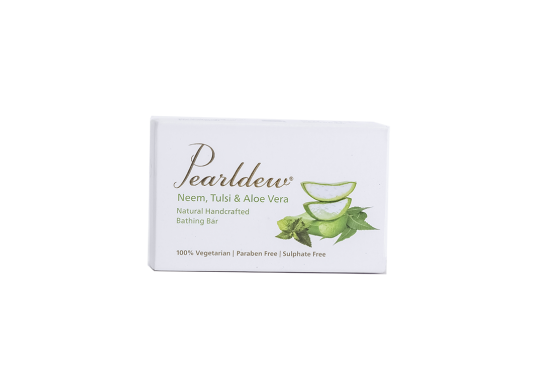 Pearldew®
Neem, Tulsi & Aloe Vera
Natural Handcrafted
Bathing Bar
100% Vegetarian | Paraben Free | Sulphate Free